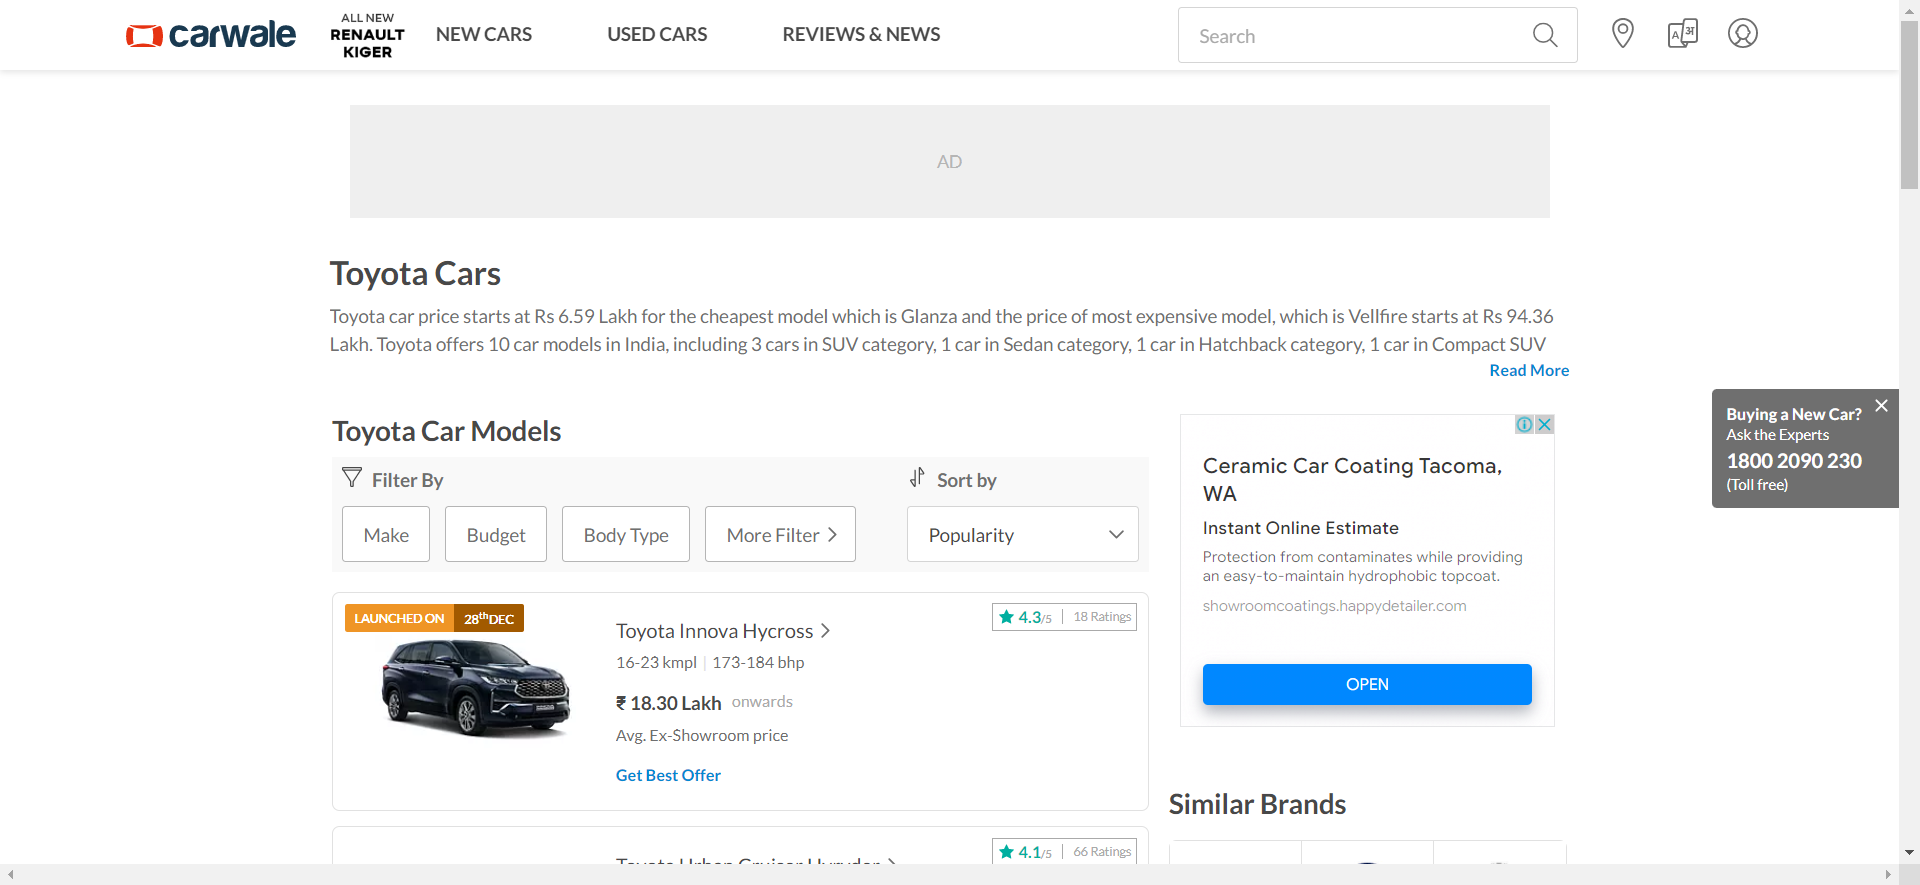 carwale
ALL NEW
RENAULT
KIGER
NEW CARS
USED CARS
REVIEWS & NEWS
Search
A अ
AD
Toyota Cars
Toyota car price starts at Rs 6.59 Lakh for the cheapest model which is Glanza and the price of most expensive model, which is Vellfire starts at Rs 94.36
Lakh. Toyota offers 10 car models in India, including 3 cars in SUV category, 1 car in Sedan category, 1 car in Hatchback category, 1 car in Compact SUV
Read More
Buying a New Car?
Ask the Experts
1800 2090 230
(Toll free)
Toyota Car Models
Filter By
Sort by
Make
Budget
Body Type
More Filter
Popularity
LAUNCHED ON 28th DEC
Toyota Innova Hycross
4.3/5 | 18 Ratings
16-23 kmpl | 173-184 bhp
₹ 18.30 Lakh onwards
Avg. Ex-Showroom price
Get Best Offer
Toyota Urban Cruiser Hyryder
4.1/5 | 66 Ratings
Ceramic Car Coating Tacoma,
WA
Instant Online Estimate
Protection from contaminates while providing
an easy-to-maintain hydrophobic topcoat.
showroomcoatings.happydetailer.com
OPEN
Similar Brands